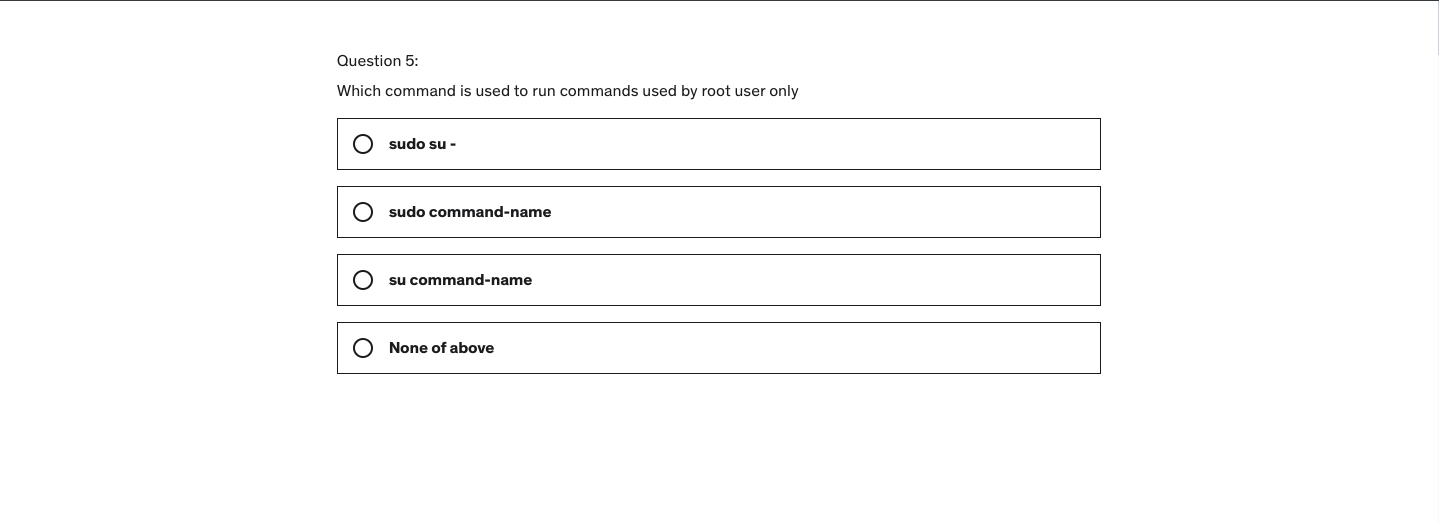 Question 5:
Which command is used to run commands used by root user only
sudo su -
sudo command-name
su command-name
None of above